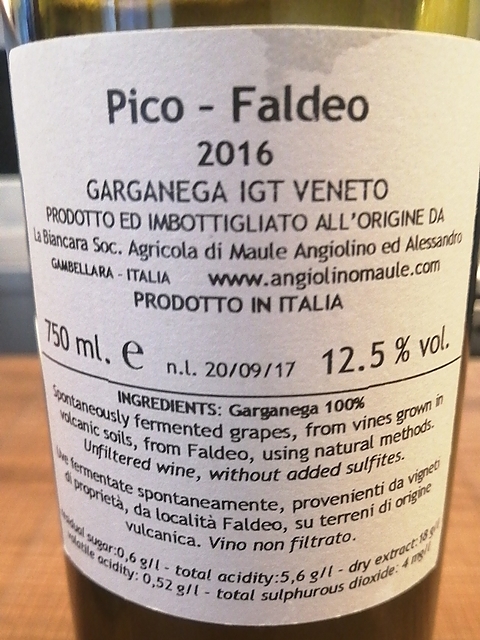 Pico - Faldeo
2016
GARGANEGA IGT VENETO
PRODOTTO ED IMBOTTIGLIATO ALL'ORIGINE DA
La Biancara Soc. Agricola di Maule Angiolino ed Alessandro
GAMBELLARA - ITALIA www.angiolinomaule.com
PRODOTTO IN ITALIA
750 ml. e n.l. 20/09/17 12.5 % vol.
INGREDIENTS: Garganega 100%
Spontaneously fermented grapes, from vines grown in
volcanic soils, from Faldeo, using natural methods.
Unfiltered wine, without added sulfites.
Uve fermentate spontaneamente, provenienti da vigneti
di proprietà, da località Faldeo, su terreni di origine
vulcanica. Vino non filtrato.
sugar:0,6 g/l - total acidity:5,6 g/l - dry extract:18 g/l
volatile acidity: 0,52 g/l - total sulphurous dioxide: 4 mg/l